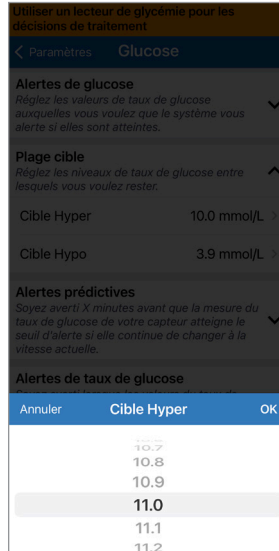 Utiliser un lecteur de glycémie pour les
décisions de traitement
Paramètres Glucose
Alertes de glucose
Réglez les valeurs de taux de glucose
auxquelles vous voulez que le système vous
alerte si elles sont atteintes.
Plage cible
Réglez les niveaux de taux de glucose entre
lesquels vous voulez rester.
Cible Hyper 10.0 mmol/L
Cible Hypo 3.9 mmol/L
Alertes prédictives
Soyez averti X minutes avant que la mesure du
taux de glucose de votre capteur atteigne le
seuil d'alerte si elle continue de changer à la
vitesse actuelle.
Alertes de taux de glucose
Annuler Cible Hyper OK
10.7
10.8
10.9
11.0
11.1
11.2